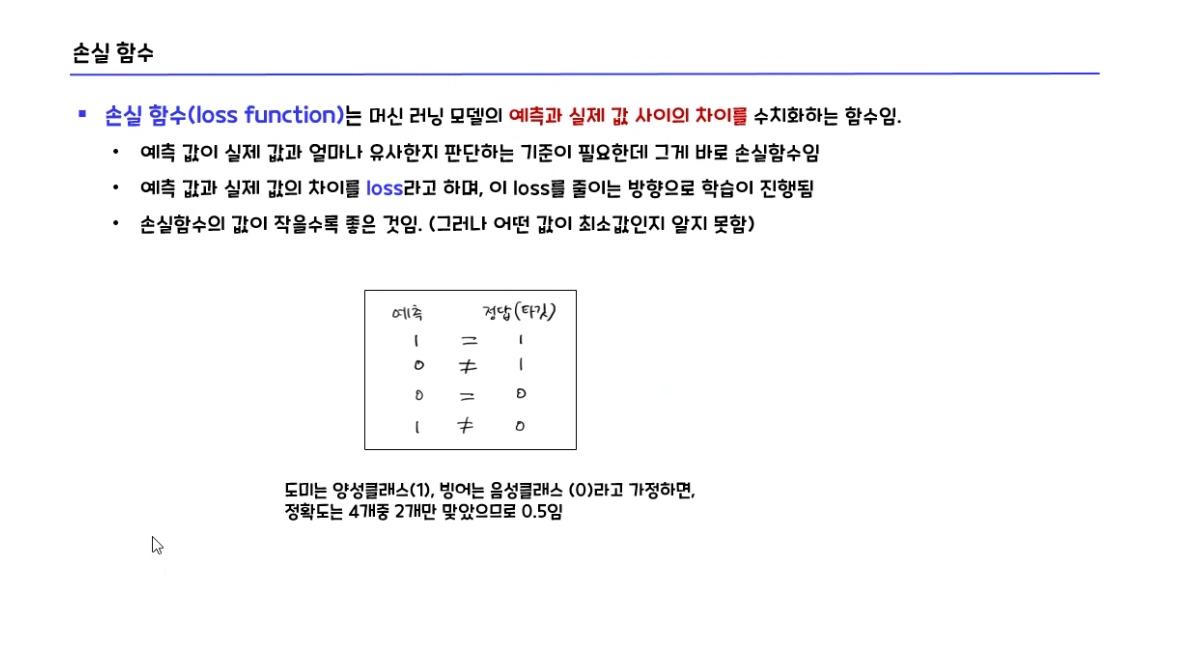 손실 함수
▪ 손실 함수(loss function)는 머신 러닝 모델의 예측과 실제 값 사이의 차이를 수치화하는 함수임.
• 예측 값이 실제 값과 얼마나 유사한지 판단하는 기준이 필요한데 그게 바로 손실함수임
• 예측 값과 실제 값의 차이를 loss라고 하며, 이 loss를 줄이는 방향으로 학습이 진행됨
• 손실함수의 값이 작을수록 좋은 것임. (그러나 어떤 값이 최소값인지 알지 못함)
예측 정답(타깃)
1 = 1
0 ≠ 1
0 = 0
1 ≠ 0
도미는 양성클래스(1), 빙어는 음성클래스 (0)라고 가정하면,
정확도는 4개중 2개만 맞았으므로 0.5임